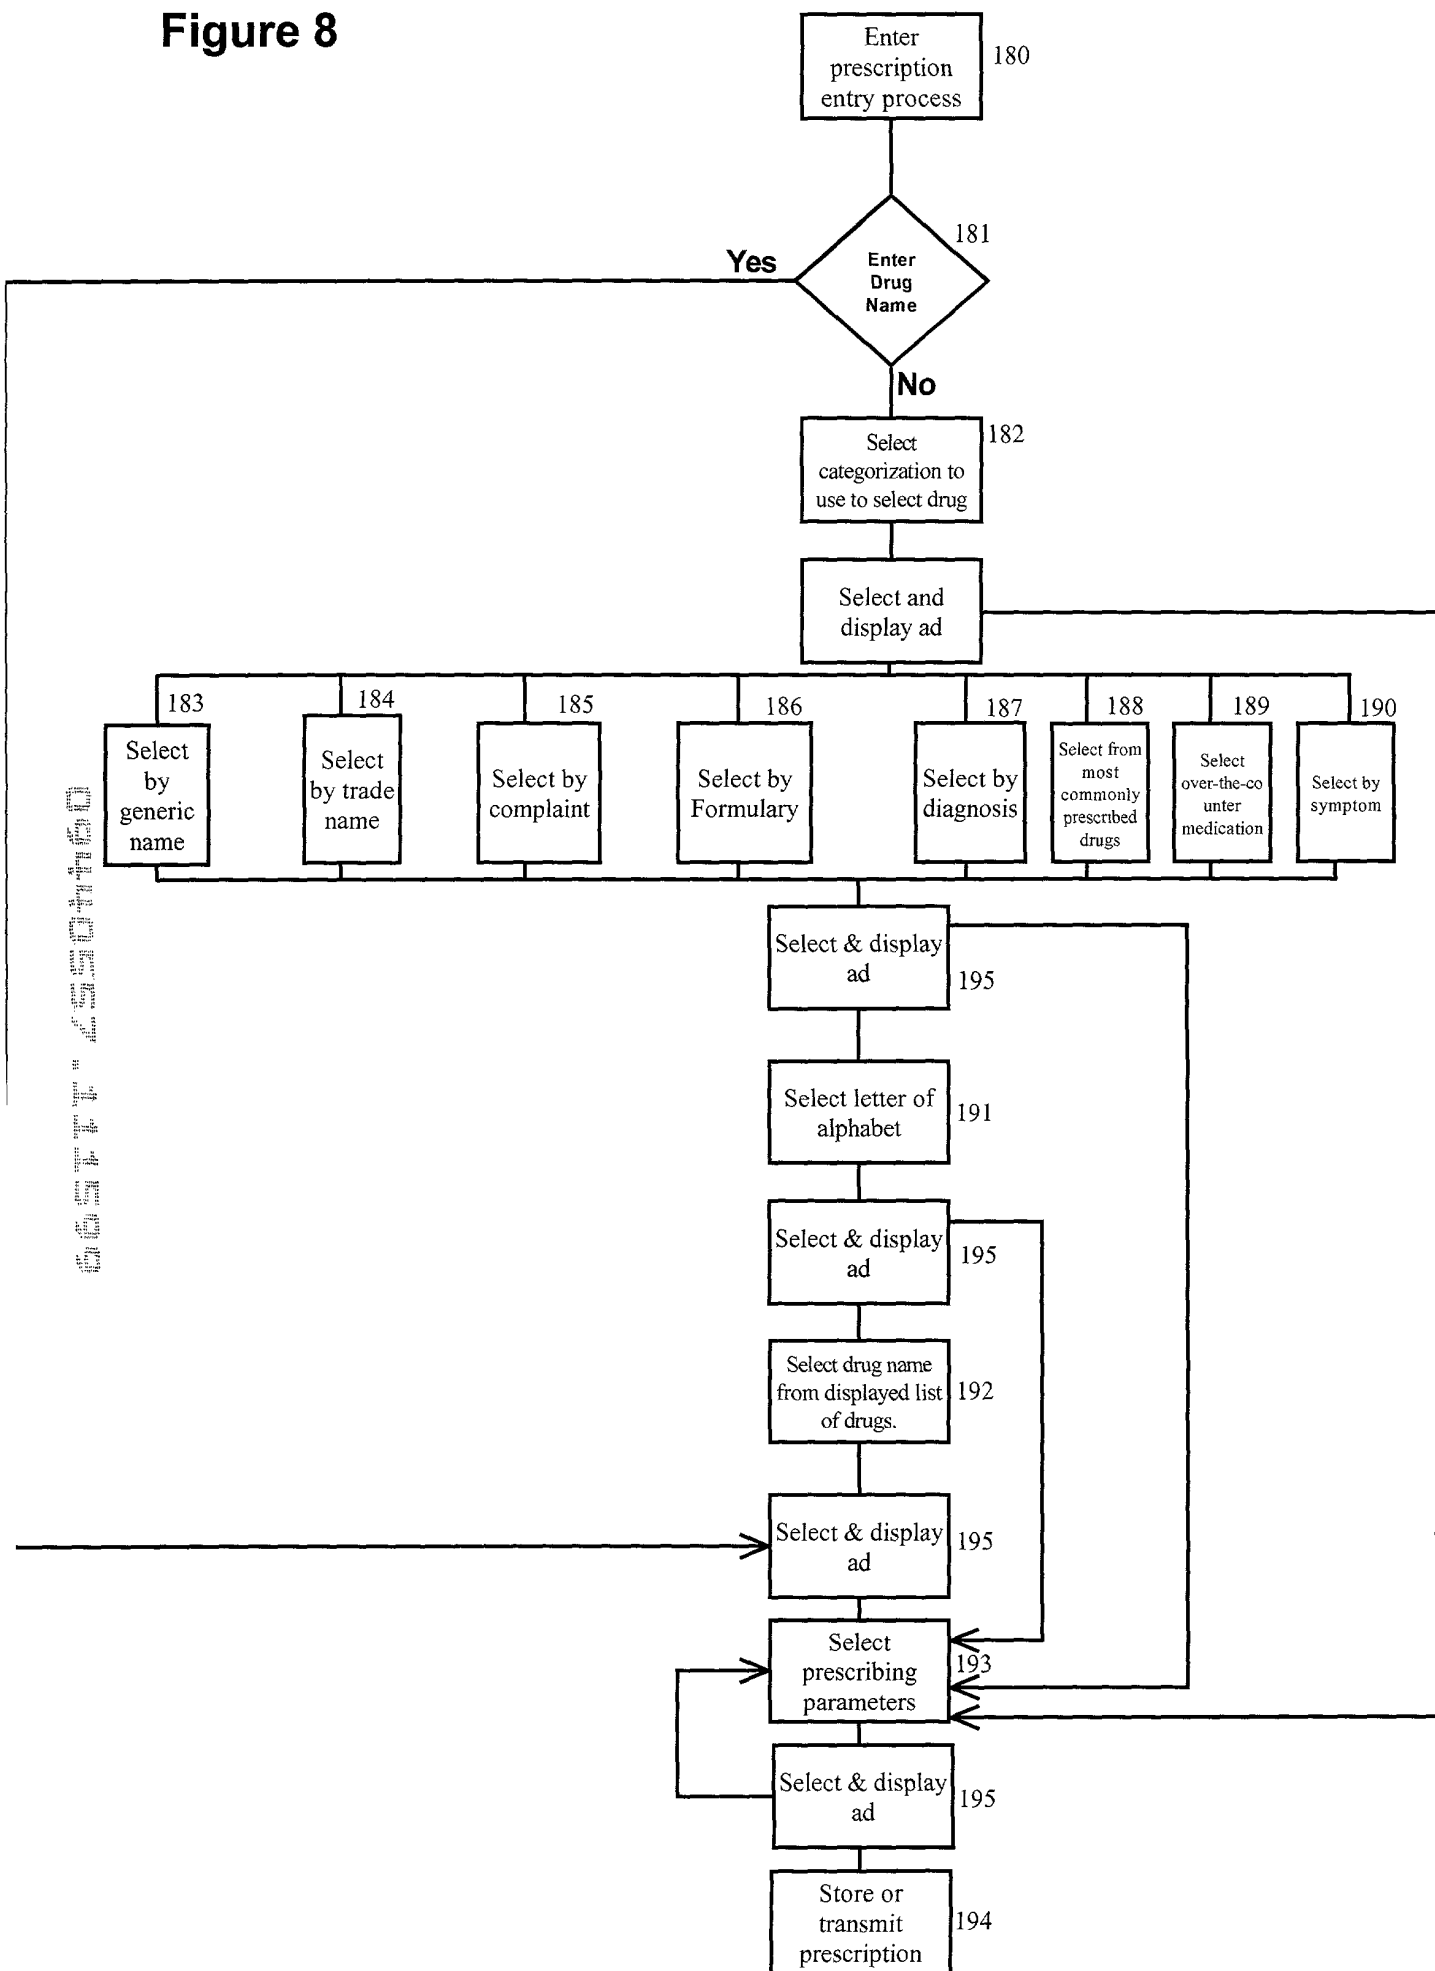 Figure 8
Enter
prescription
entry process
180
181
Yes
Enter
Drug
Name
No
182
Select
categorization to
use to select drug
Select and
display ad
183
184
185
186
187
188
189
190
Select
by
generic
name
Select
by trade
name
Select by
complaint
Select by
Formulary
Select by
diagnosis
Select from
most
commonly
prescribed
drugs
Select
over-the-co
unter
medication
Select by
symptom
Select & display
ad
195
Select letter of
alphabet
191
Select & display
ad
195
Select drug name
from displayed list
of drugs.
192
Select & display
ad
195
Select
prescribing
parameters
193
Select & display
ad
195
Store or
transmit
prescription
194